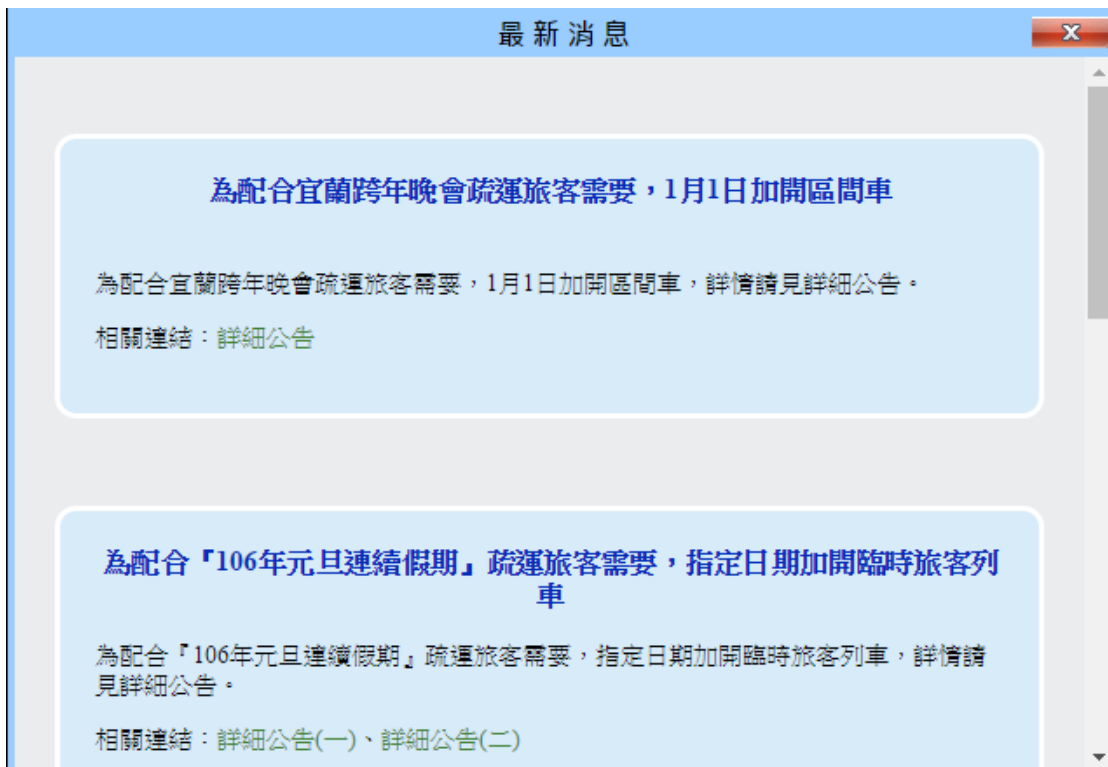 最新消息
為配合宜蘭跨年晚會疏運旅客需要，1月1日加開區間車
為配合宜蘭跨年晚會疏運旅客需要，1月1日加開區間車，詳情請見詳細公告。
相關連結：詳細公告
為配合『106年元旦連續假期』疏運旅客需要，指定日期加開臨時旅客列
車
為配合『106年元旦連續假期』疏運旅客需要，指定日期加開臨時旅客列車，詳情請
見詳細公告。
相關連結：詳細公告(一)、詳細公告(二)